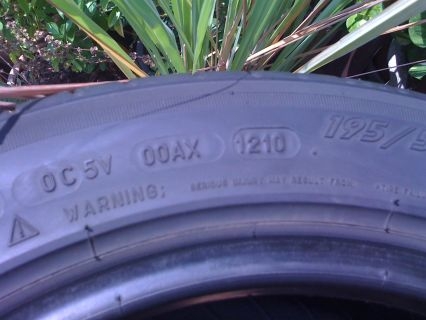 0C5V 00AX 1210 195/5
WARNING: SERIOUS INJURY MAY RESULT FROM :